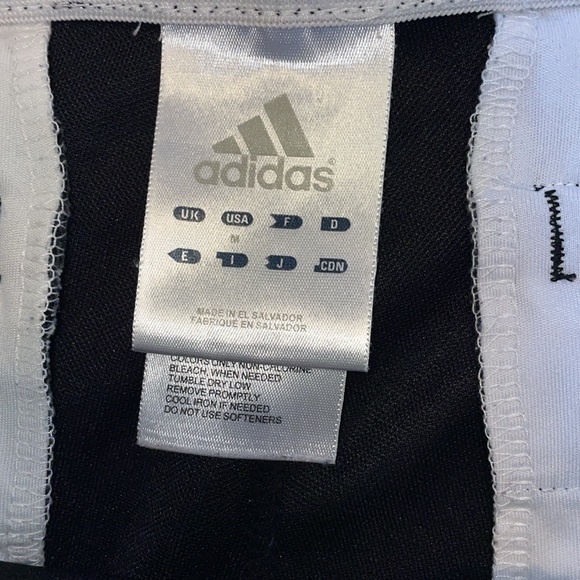 adidas®
UK USA F D
M
E I J CDN
MADE IN EL SALVADOR
FABRIQUÉ EN SALVADOR
COLORS ONLY NON-CHLORINE
BLEACH, WHEN NEEDED
TUMBLE DRY LOW
REMOVE PROMPTLY
COOL IRON IF NEEDED
DO NOT USE SOFTENERS